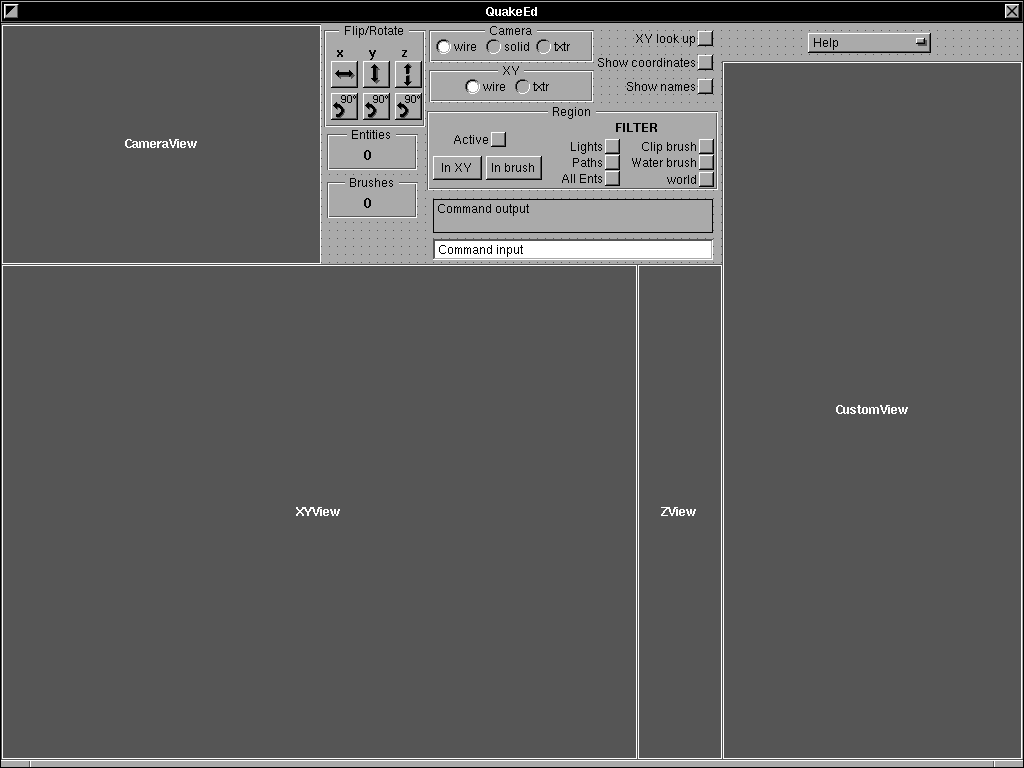 QuakeEd
Flip/Rotate
x y z
90° 90° 90°
Entities
0
Brushes
0
Camera
wire solid txtr
XY
wire txtr
XY look up
Show coordinates
Show names
Help
Region
Active
In XY In brush
FILTER
Lights Clip brush
Paths Water brush
All Ents world
Command output
Command input
CameraView
XYView
ZView
CustomView